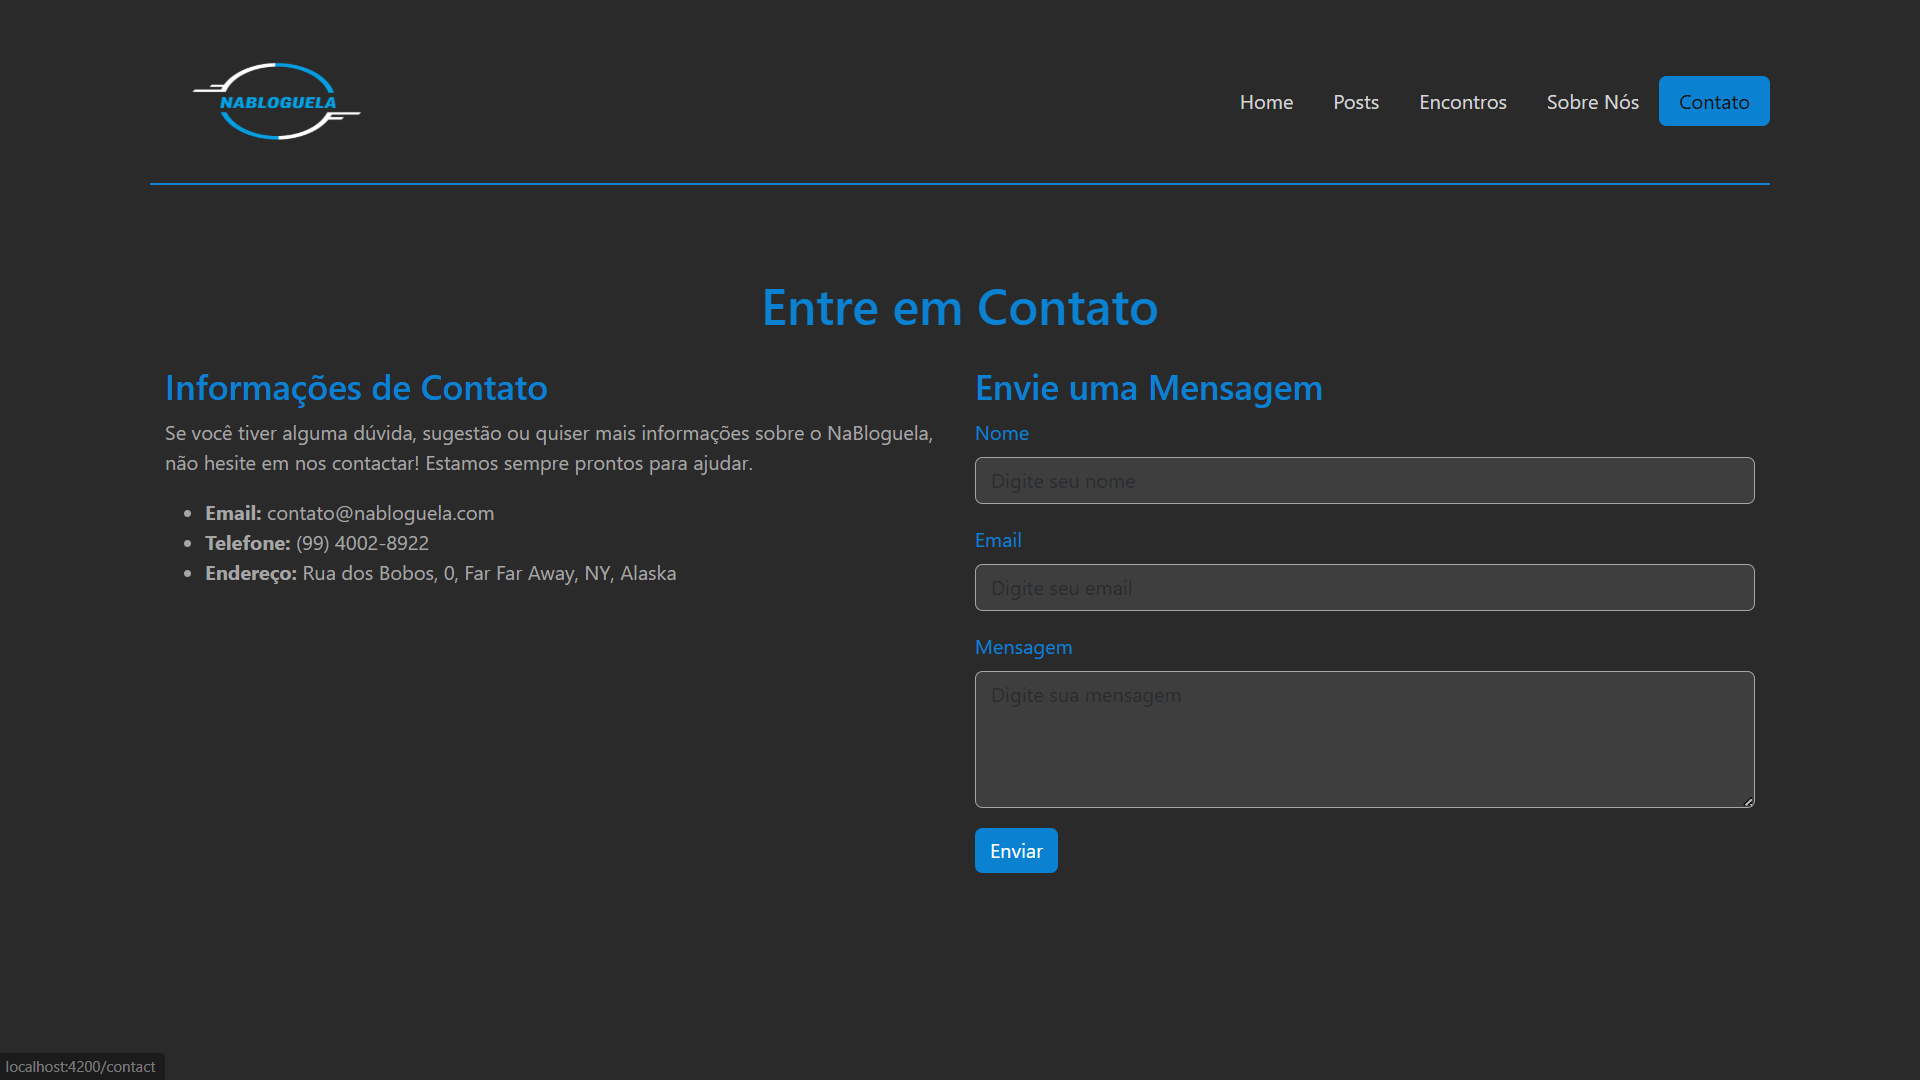 NABLOGUELA
Home
Posts
Encontros
Sobre Nós
Contato
Entre em Contato
Informações de Contato
Se você tiver alguma dúvida, sugestão ou quiser mais informações sobre o NaBloguela,
não hesite em nos contactar! Estamos sempre prontos para ajudar.
Email: contato@nabloguela.com
Telefone: (99) 4002-8922
Endereço: Rua dos Bobos, 0, Far Far Away, NY, Alaska
Envie uma Mensagem
Nome
Digite seu nome
Email
Digite seu email
Mensagem
Digite sua mensagem
Enviar
localhost:4200/contact